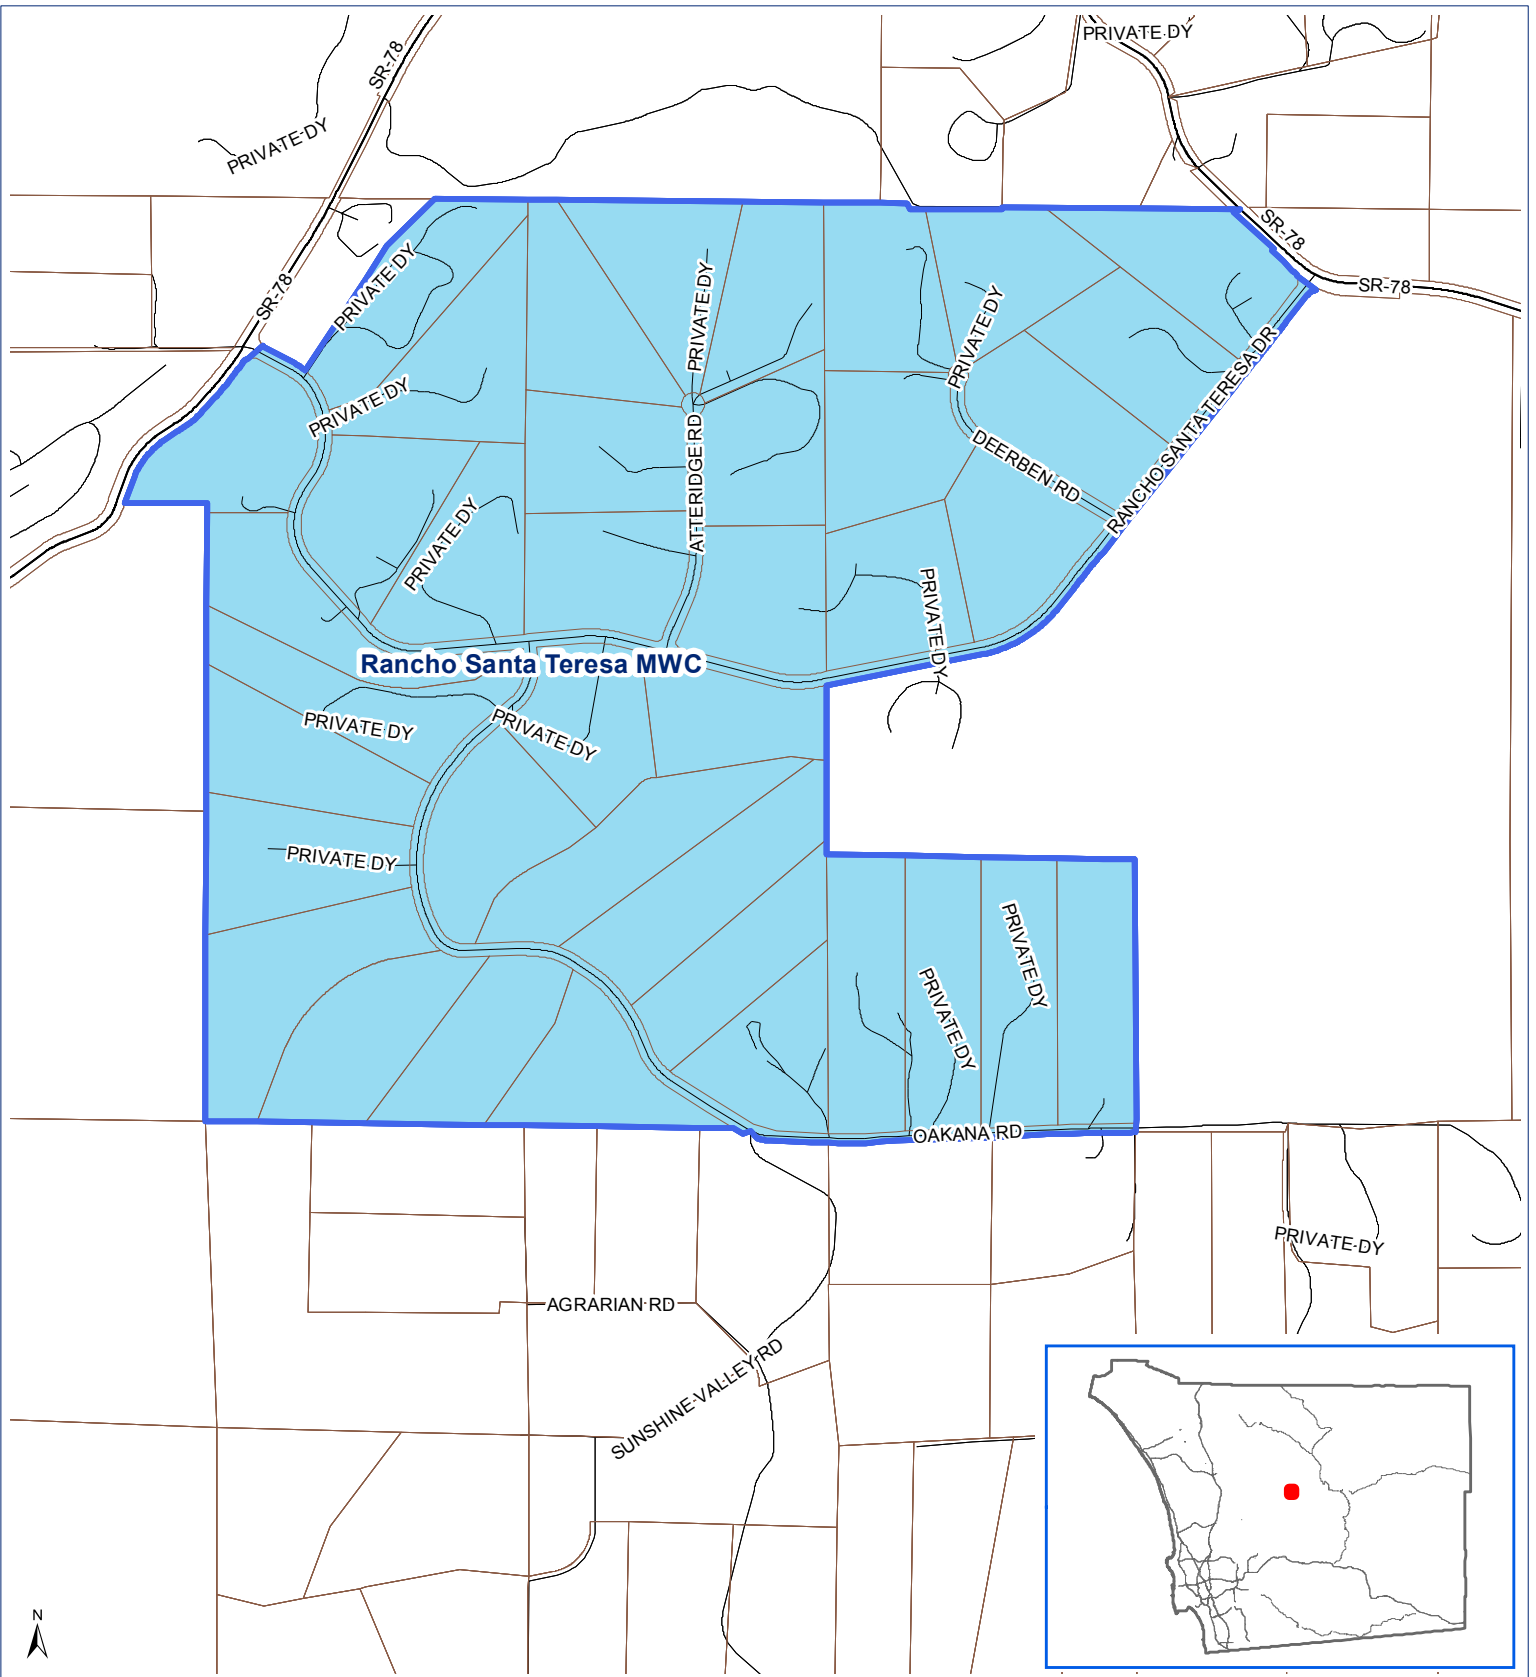 PRIVATE DY
SR-78
PRIVATE DY
SR-78
SR-78
PRIVATE DY
SR-78
PRIVATE DY
PRIVATE DY
PRIVATE DY
RANCHO SANTA TERESA DR
PRIVATE DY
ATTERIDGE RD
DEERBEN RD
PRIVATE DY
PRIVATE DY
Rancho Santa Teresa MWC
PRIVATE DY
PRIVATE DY
PRIVATE DY
PRIVATE DY
PRIVATE DY
OAKANA RD
PRIVATE DY
AGRARIAN RD
SUNSHINE VALLEY RD
N